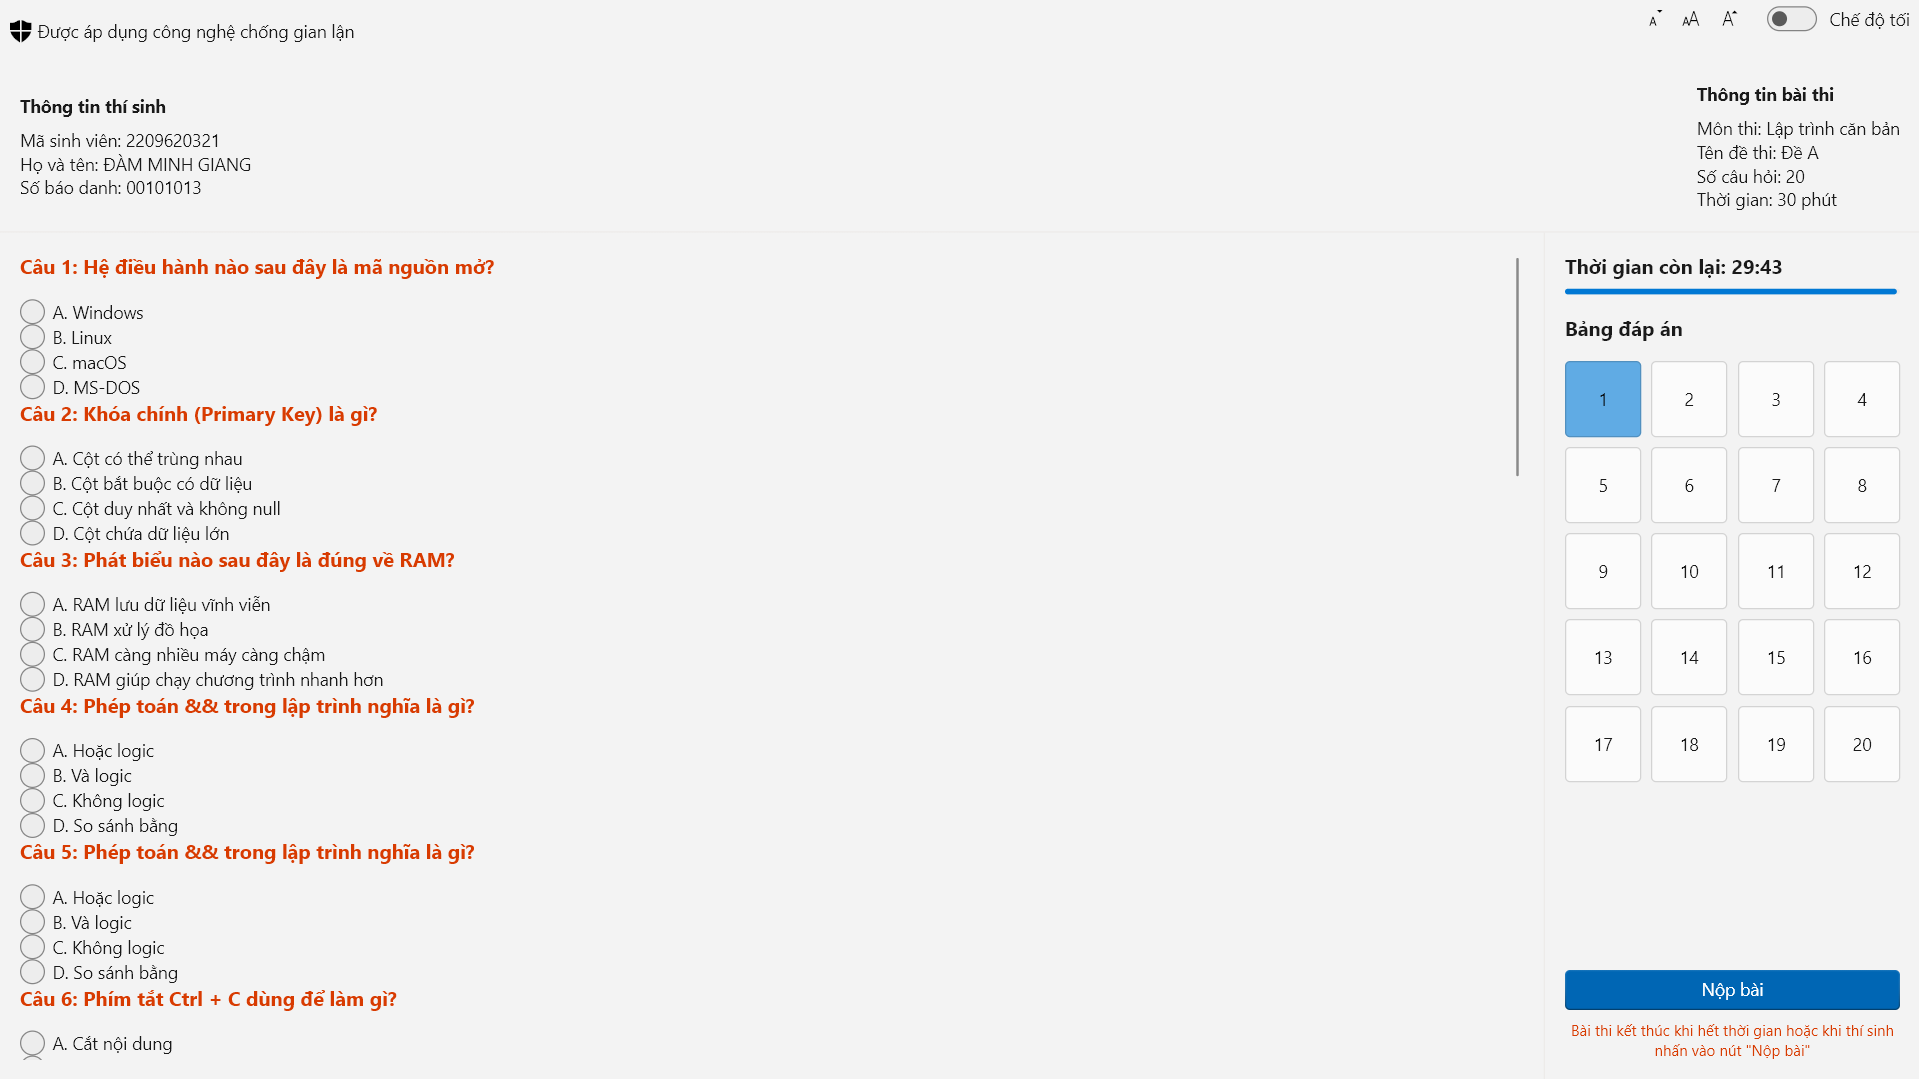 Được áp dụng công nghệ chống gian lận
A A A A
Chế độ tối
Thông tin thí sinh
Mã sinh viên: 2209620321
Họ và tên: ĐÀM MINH GIANG
Số báo danh: 00101013
Thông tin bài thi
Môn thi: Lập trình căn bản
Tên đề thi: Đề A
Số câu hỏi: 20
Thời gian: 30 phút
Câu 1: Hệ điều hành nào sau đây là mã nguồn mở?
A. Windows
B. Linux
C. macOS
D. MS-DOS
Câu 2: Khóa chính (Primary Key) là gì?
A. Cột có thể trùng nhau
B. Cột bắt buộc có dữ liệu
C. Cột duy nhất và không null
D. Cột chứa dữ liệu lớn
Câu 3: Phát biểu nào sau đây là đúng về RAM?
A. RAM lưu dữ liệu vĩnh viễn
B. RAM xử lý đồ họa
C. RAM càng nhiều máy càng chậm
D. RAM giúp chạy chương trình nhanh hơn
Câu 4: Phép toán && trong lập trình nghĩa là gì?
A. Hoặc logic
B. Và logic
C. Không logic
D. So sánh bằng
Câu 5: Phép toán && trong lập trình nghĩa là gì?
A. Hoặc logic
B. Và logic
C. Không logic
D. So sánh bằng
Câu 6: Phím tắt Ctrl + C dùng để làm gì?
A. Cắt nội dung
Thời gian còn lại: 29:43
Bảng đáp án
1 2 3 4
5 6 7 8
9 10 11 12
13 14 15 16
17 18 19 20
Nộp bài
Bài thi kết thúc khi hết thời gian hoặc khi thí sinh
nhấn vào nút "Nộp bài"